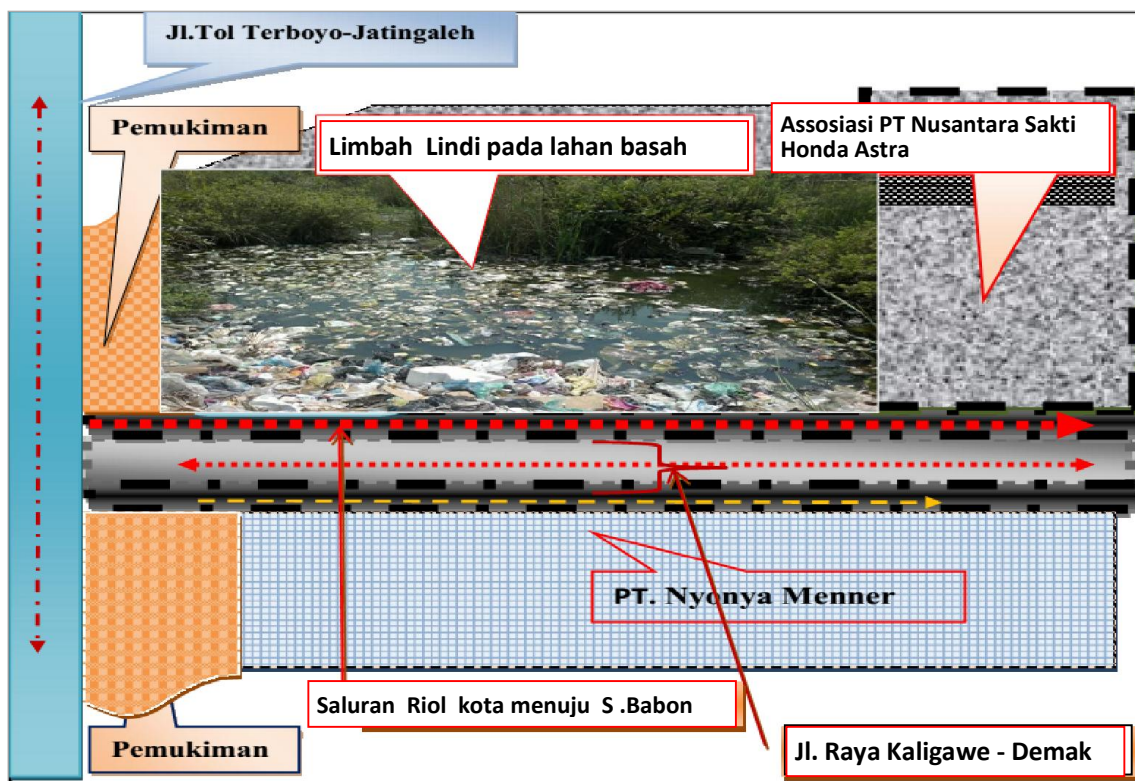 Jl.Tol Terboyo-Jatingaleh
Pemukiman
Limbah  Lindi pada lahan basah
Assosiasi PT Nusantara Sakti
Honda Astra
PT. Nyonya Menner
Saluran  Riol  kota menuju  S .Babon
Pemukiman
Jl. Raya Kaligawe - Demak